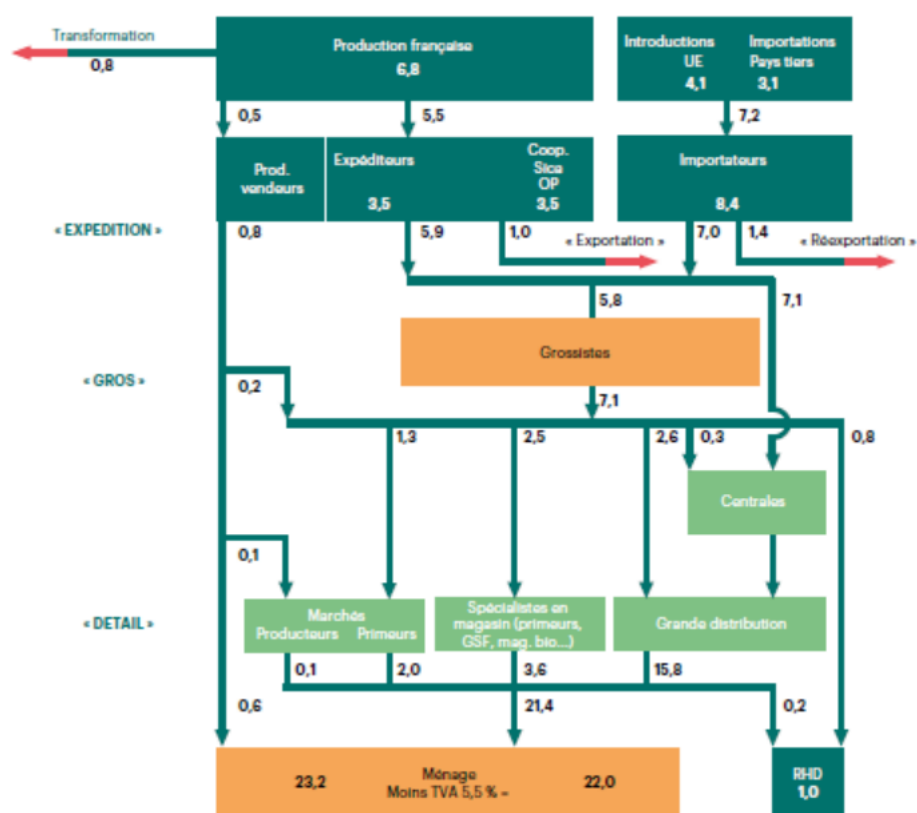 Transformation
0,8
Production française
6,8
Introductions
UE
4,1
Importations
Pays tiers
3,1
0,5
5,5
7,2
Prod.
vendeurs
Expéditeurs
3,5
Coop.
Sica
OP
3,5
Importateurs
8,4
« EXPEDITION »
0,8
5,9
1,0
« Exportation »
7,0
1,4
« Réexportation »
5,8
7,1
Grossistes
« GROS »
0,2
7,1
1,3
2,5
2,6
0,3
0,8
Centrales
0,1
« DETAIL »
Marchés
Producteurs Primeurs
Spécialistes en
magasin (primeurs,
GSF, mag. bio...)
Grande distribution
0,1
2,0
3,6
15,8
0,6
21,4
0,2
23,2
Ménage
Moins TVA 5,5 % =
22,0
RHD
1,0